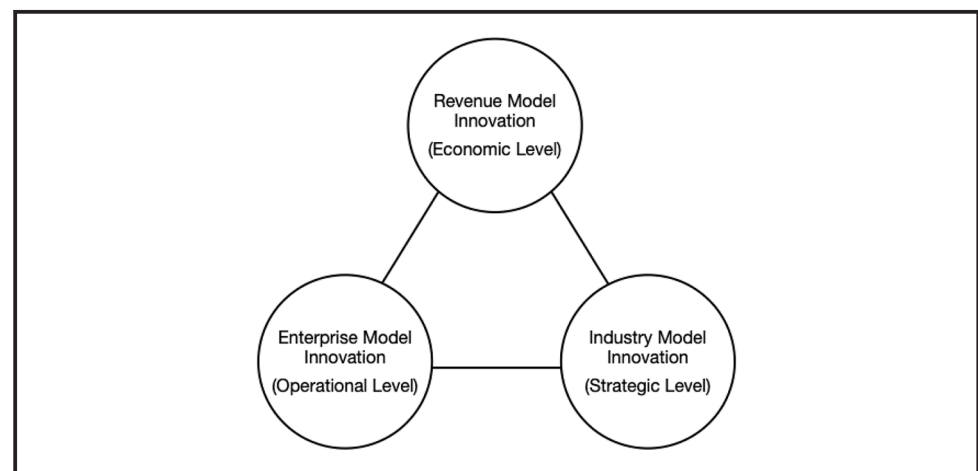 Revenue Model
Innovation
(Economic Level)
Enterprise Model
Innovation
(Operational Level)
Industry Model
Innovation
(Strategic Level)